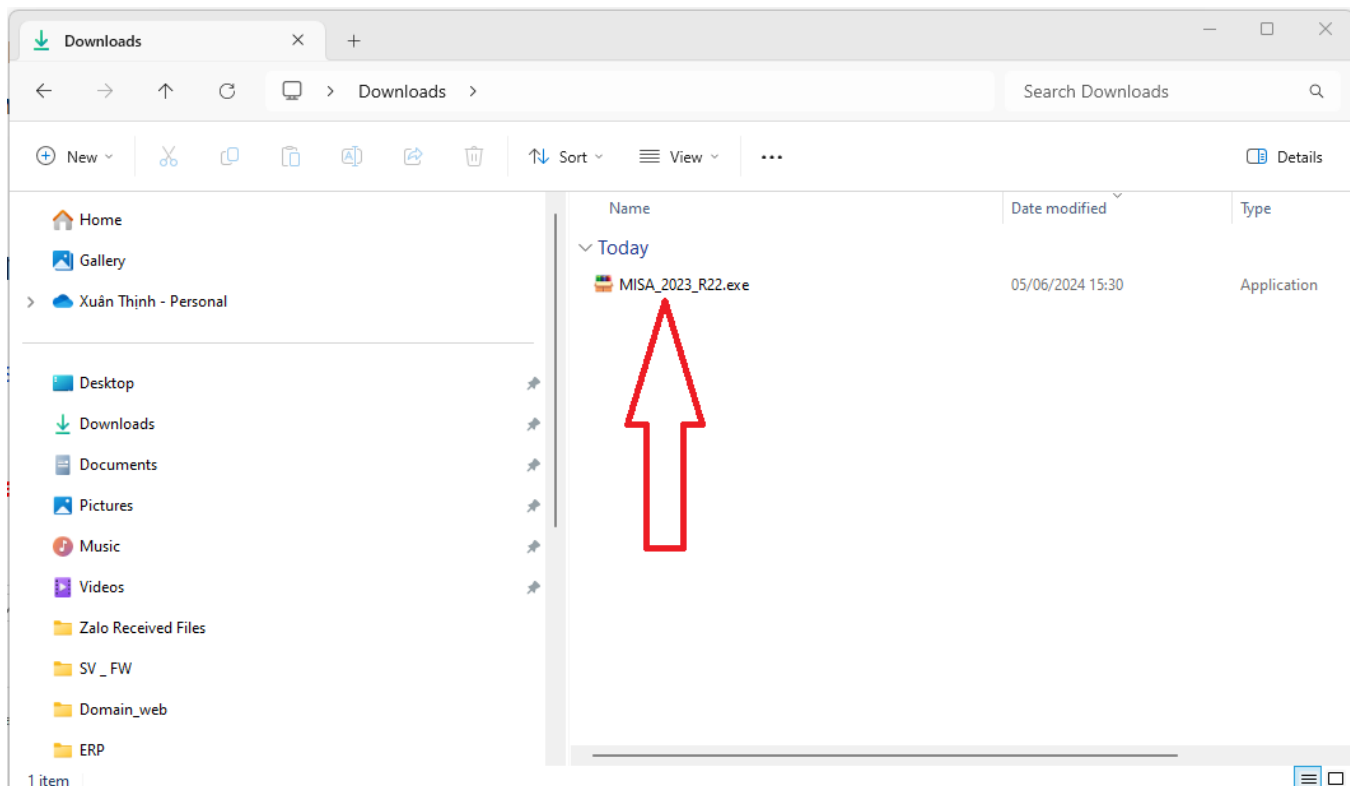 Downloads
Downloads
Search Downloads
New
Sort
View
Details
Home
Gallery
Xuân Thịnh - Personal
Desktop
Downloads
Documents
Pictures
Music
Videos
Zalo Received Files
SV _ FW
Domain_web
ERP
Name Date modified Type
Today
MISA_2023_R22.exe 05/06/2024 15:30 Application
1 item